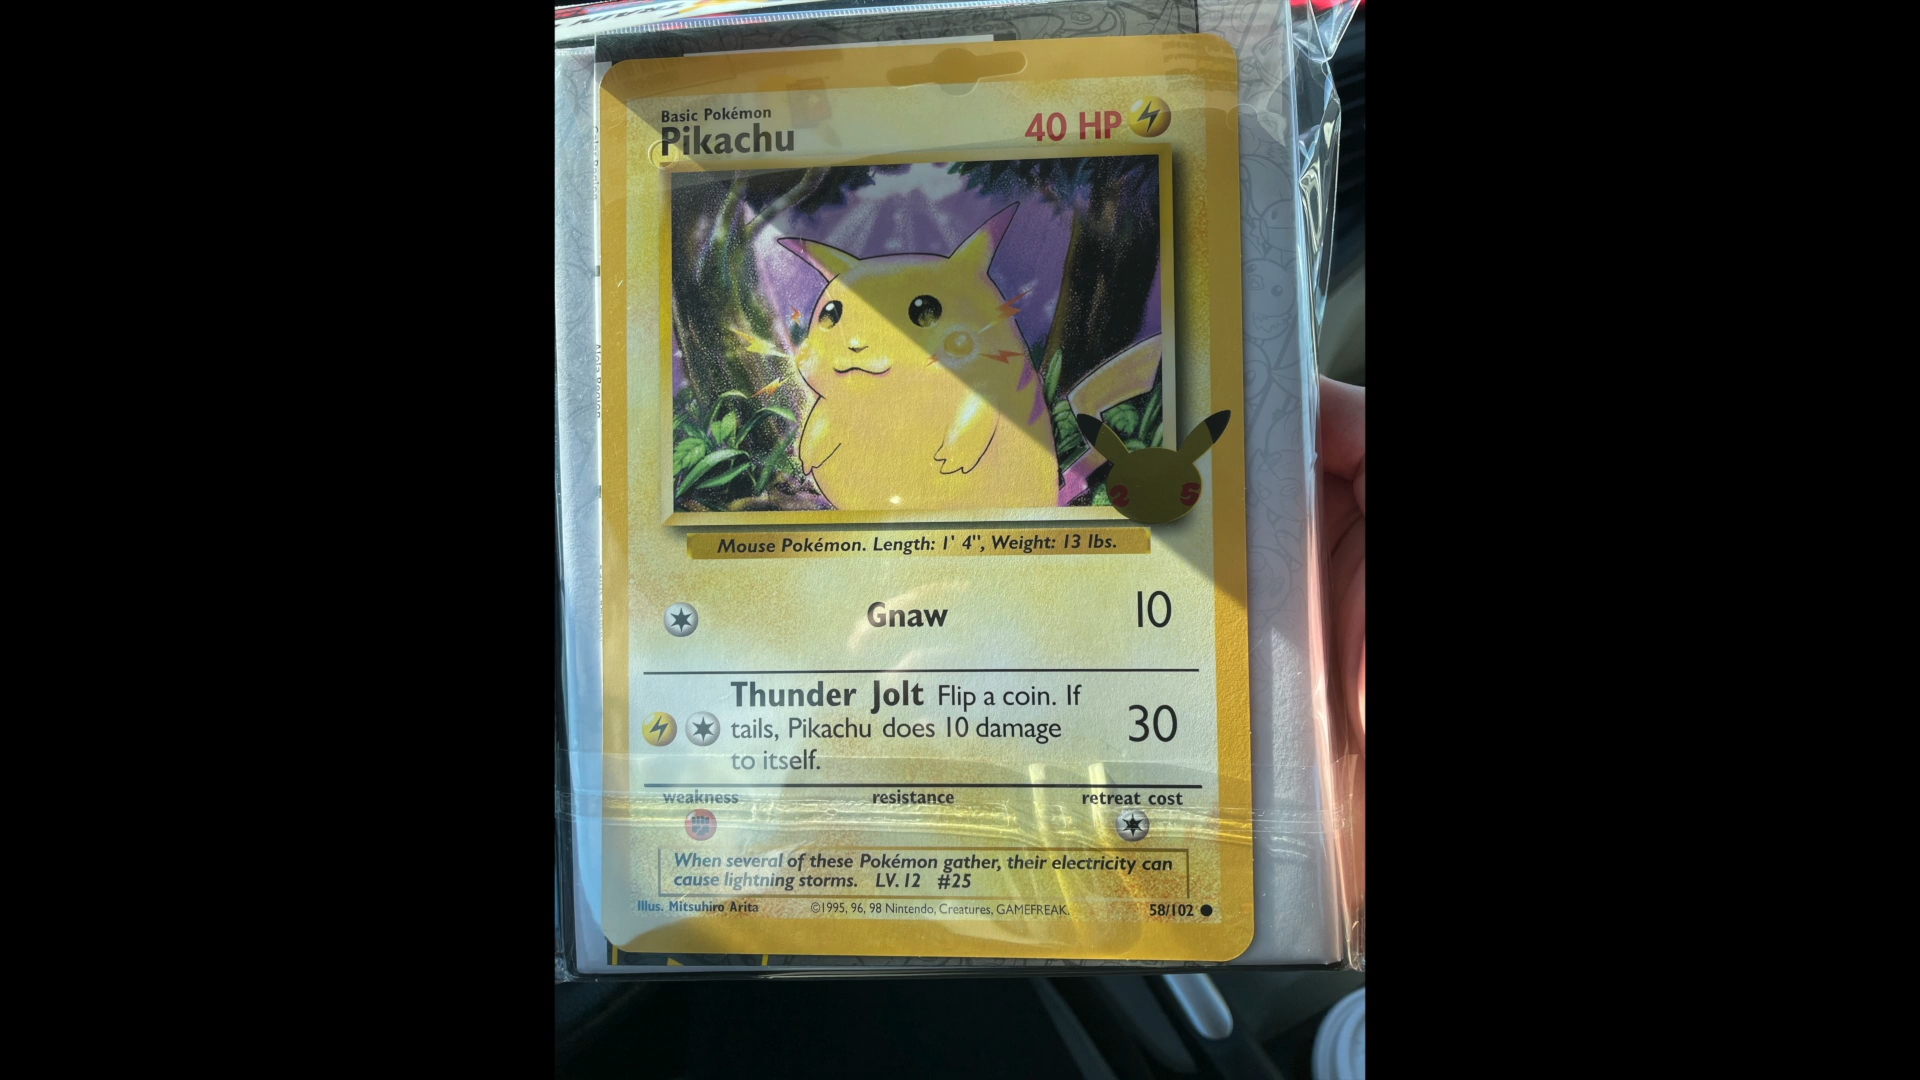 TRAIN
Basic Pokémon
Pikachu
40 HP
2 5
Mouse Pokémon. Length: 1' 4", Weight: 13 lbs.
Gnaw 10
Thunder Jolt Flip a coin. If
tails, Pikachu does 10 damage
to itself.
30
weakness resistance retreat cost
When several of these Pokémon gather, their electricity can
cause lightning storms. LV. 12 #25
Illus. Mitsuhiro Arita ©1995, 96, 98 Nintendo, Creatures, GAMEFREAK. 58/102